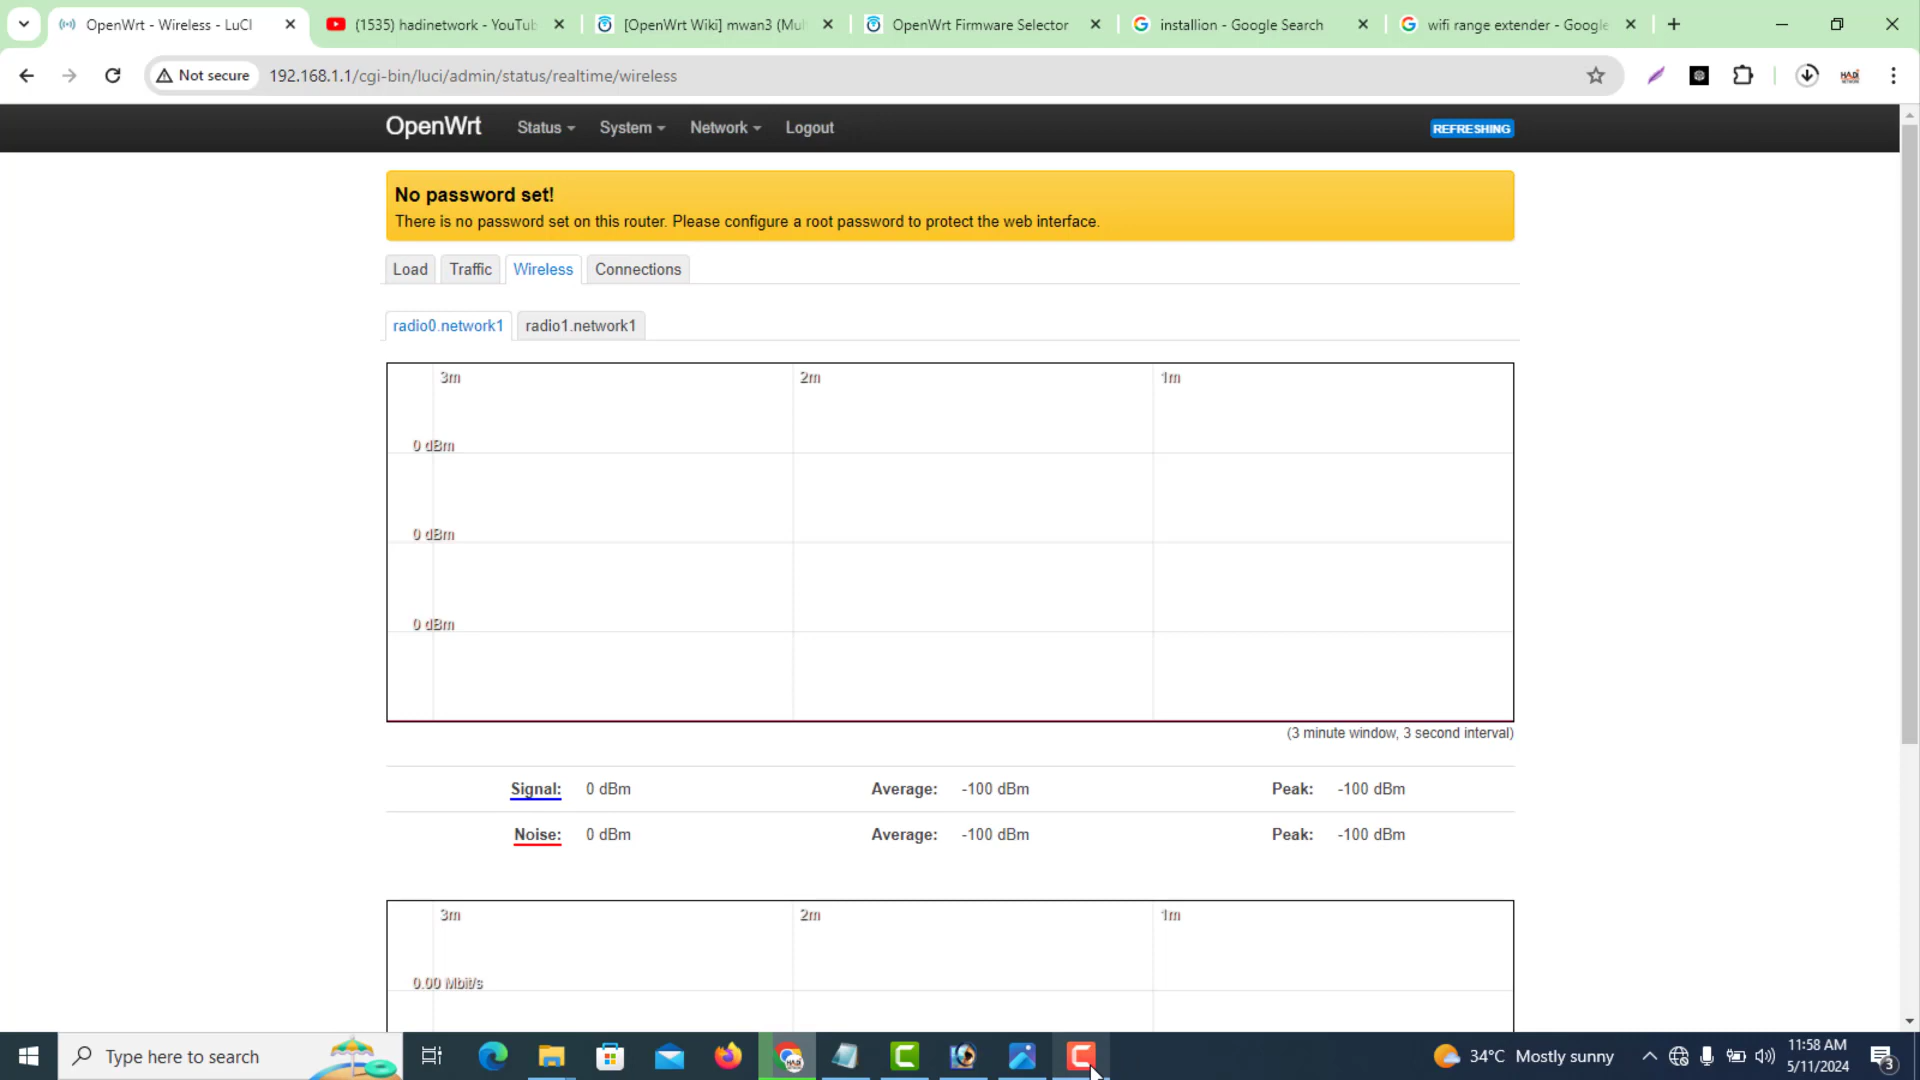 OpenWrt - Wireless - LuCI
(1535) hadinetwork - YouTub
[OpenWrt Wiki] mwan3 (Mul
OpenWrt Firmware Selector
installion - Google Search
wifi range extender - Google
Not secure
192.168.1.1/cgi-bin/luci/admin/status/realtime/wireless
OpenWrt
Status
System
Network
Logout
REFRESHING
No password set!
There is no password set on this router. Please configure a root password to protect the web interface.
Load
Traffic
Wireless
Connections
radio0.network1
radio1.network1
3m
2m
1m
0 dBm
0 dBm
0 dBm
(3 minute window, 3 second interval)
Signal: 0 dBm Average: -100 dBm Peak: -100 dBm
Noise: 0 dBm Average: -100 dBm Peak: -100 dBm
3m
2m
1m
0.00 Mbit/s
Type here to search
34°C Mostly sunny
11:58 AM
5/11/2024
3